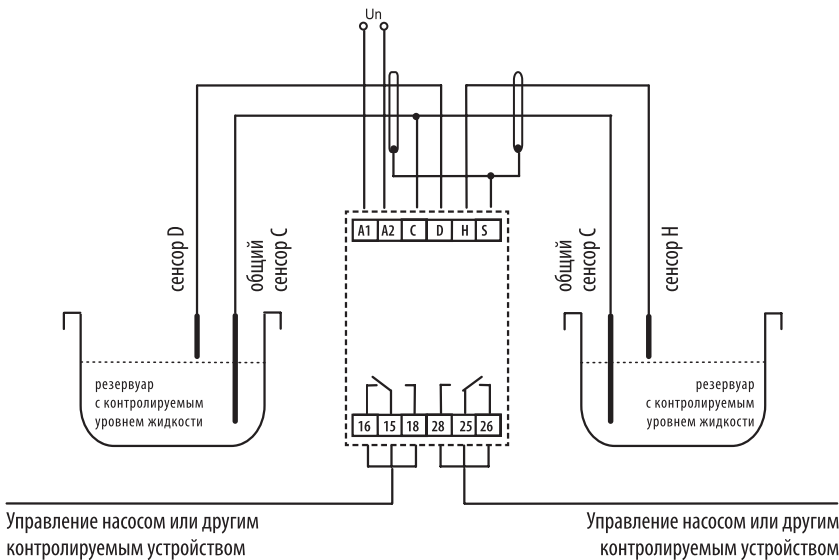 Un
A1 A2 C D H S
сенсор D
общий
сенсор C
общий
сенсор C
сенсор H
резервуар
с контролируемым
уровнем жидкости
резервуар
с контролируемым
уровнем жидкости
16 15 18 28 25 26
Управление насосом или другим
контролируемым устройством
Управление насосом или другим
контролируемым устройством